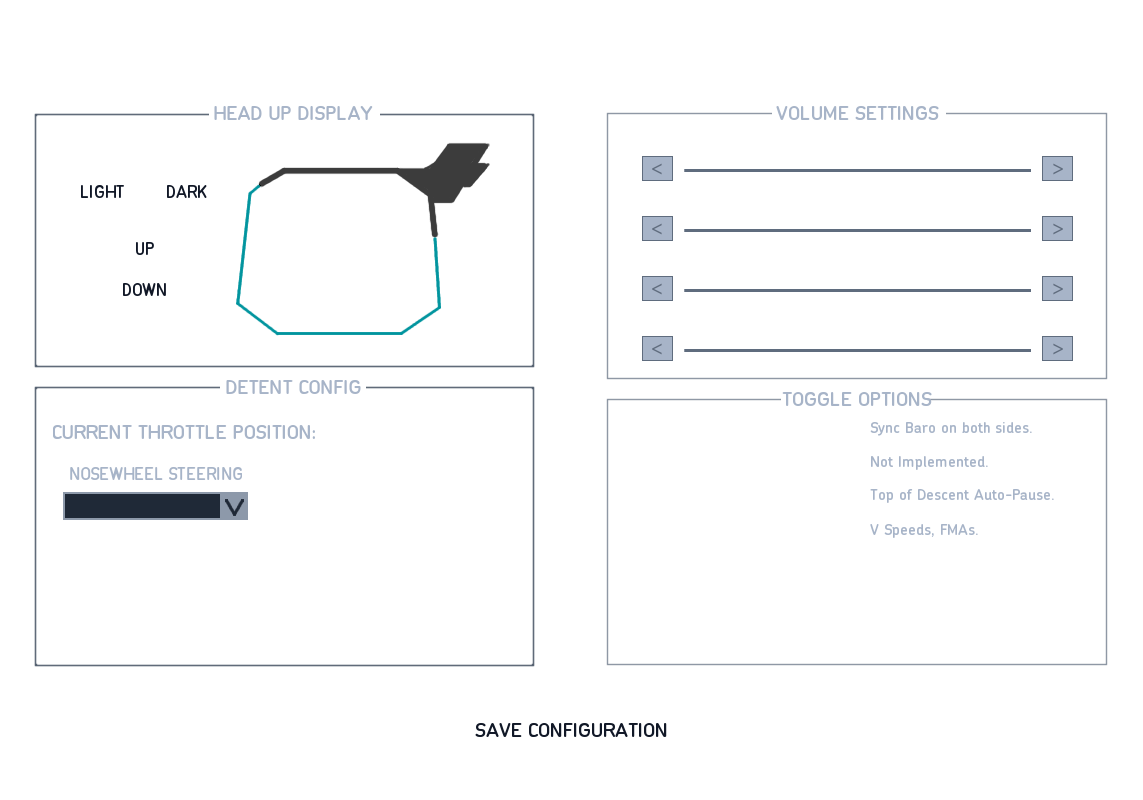 HEAD UP DISPLAY
LIGHT DARK
UP
DOWN
DETENT CONFIG
CURRENT THROTTLE POSITION:
NOSEWHEEL STEERING
V
VOLUME SETTINGS
< >
< >
< >
< >
TOGGLE OPTIONS
Sync Baro on both sides.
Not Implemented.
Top of Descent Auto-Pause.
V Speeds, FMAs.
SAVE CONFIGURATION